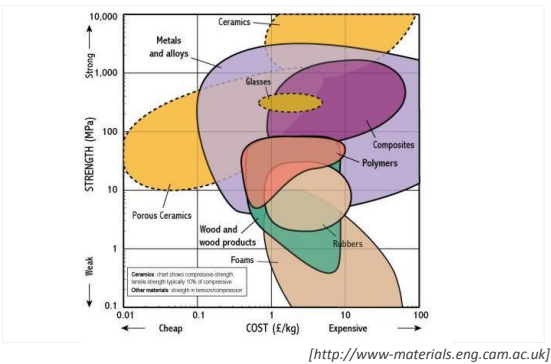 10,000
1,000
100
10
1
0.1
Strong
STRENGTH (MPa)
Weak
Ceramics
Metals
and alloys
Glasses
Composites
Polymers
Porous Ceramics
Wood and
wood products
Rubbers
Foams
Ceramics chart shows compressive strength,
tensile strength typically 10% of compressive
Other materials: strength in tension/compression
0.01
0.1
1
10
100
Cheap
COST (£/kg)
Expensive
[http://www-materials.eng.cam.ac.uk]